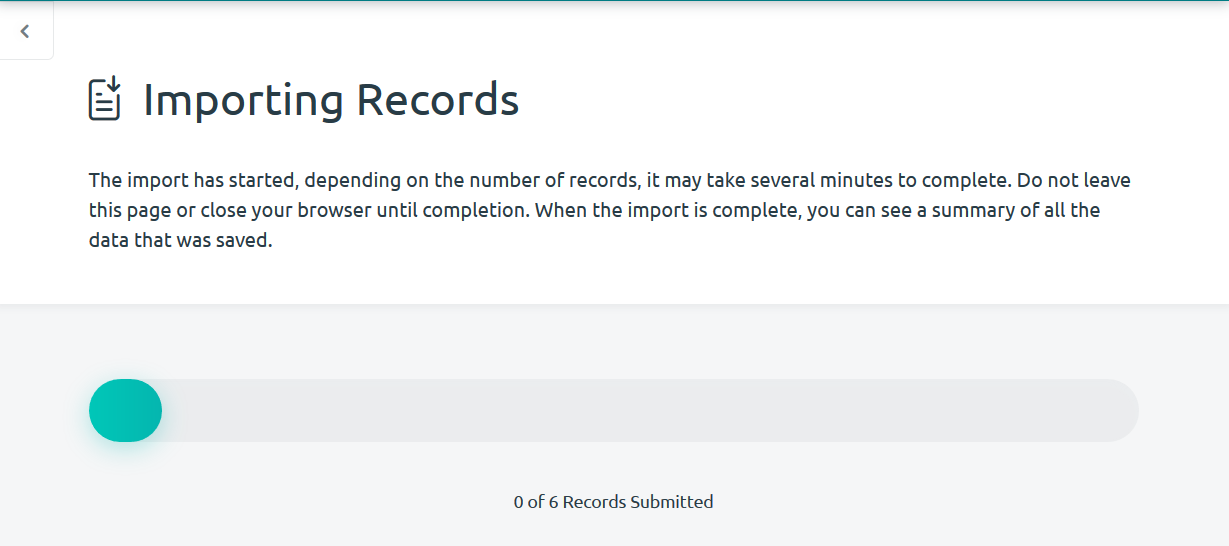 Importing Records
The import has started, depending on the number of records, it may take several minutes to complete. Do not leave
this page or close your browser until completion. When the import is complete, you can see a summary of all the
data that was saved.
0 of 6 Records Submitted